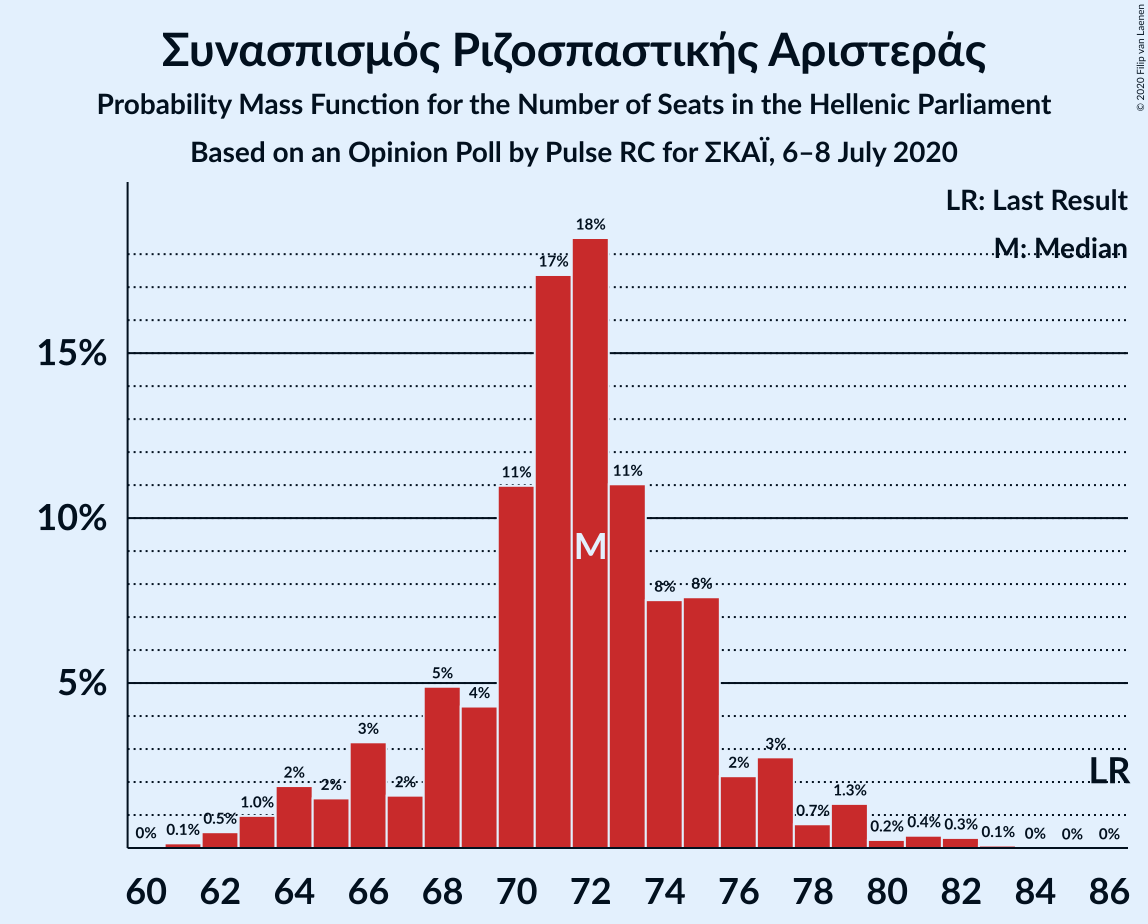 Συνασπισμός Ριζοσπαστικής Αριστεράς
Probability Mass Function for the Number of Seats in the Hellenic Parliament
Based on an Opinion Poll by Pulse RC for ΣΚΑΪ, 6–8 July 2020
© 2020 Filip van Laenen
LR: Last Result
M: Median
15%
10%
5%
0% 0.1% 0.5% 1.0% 2% 2% 3% 2% 5% 4% 11% 17% 18% 11% 8% 8% 2% 3% 0.7% 1.3% 0.2% 0.4% 0.3% 0.1% 0% 0% 0%
M
LR
60 62 64 66 68 70 72 74 76 78 80 82 84 86